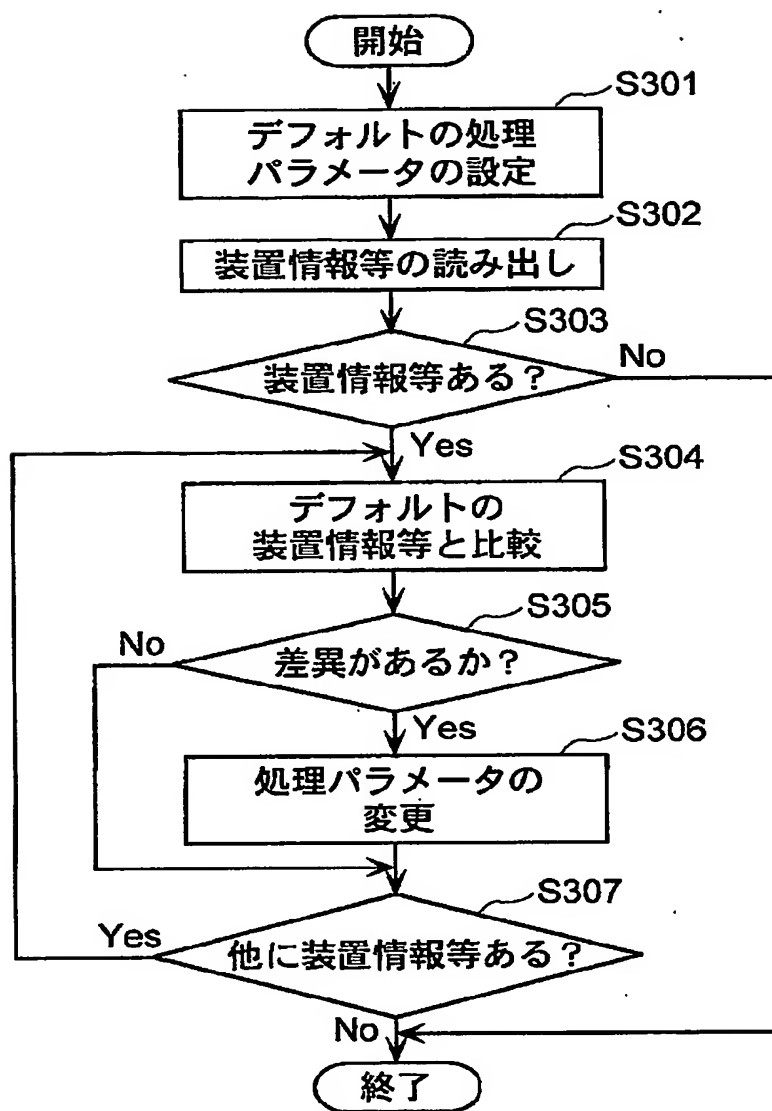 開始
S301
デフォルトの処理
パラメータの設定
S302
装置情報等の読み出し
S303
装置情報等ある？
No
Yes
S304
デフォルトの
装置情報等と比較
S305
No
差異があるか？
Yes
S306
処理パラメータの
変更
S307
Yes
他に装置情報等ある？
No
終了